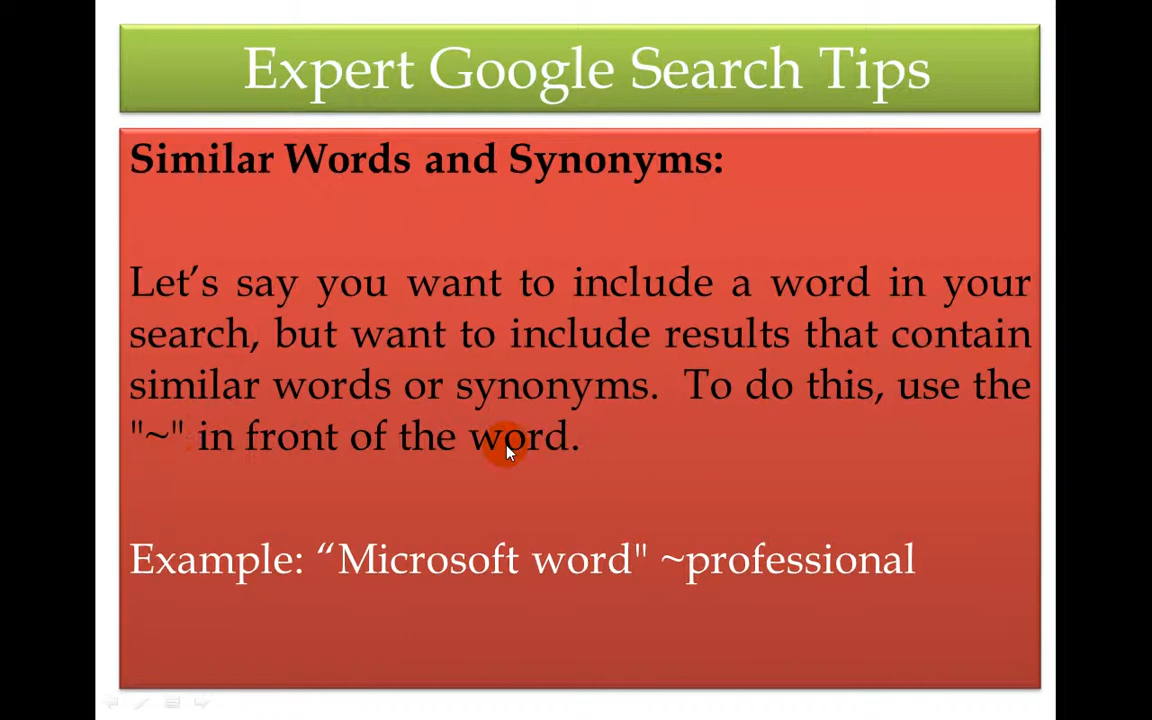 Expert Google Search Tips
Similar Words and Synonyms:
Let’s say you want to include a word in your
search, but want to include results that contain
similar words or synonyms.  To do this, use the
"~" in front of the word.
Example: “Microsoft word" ~professional